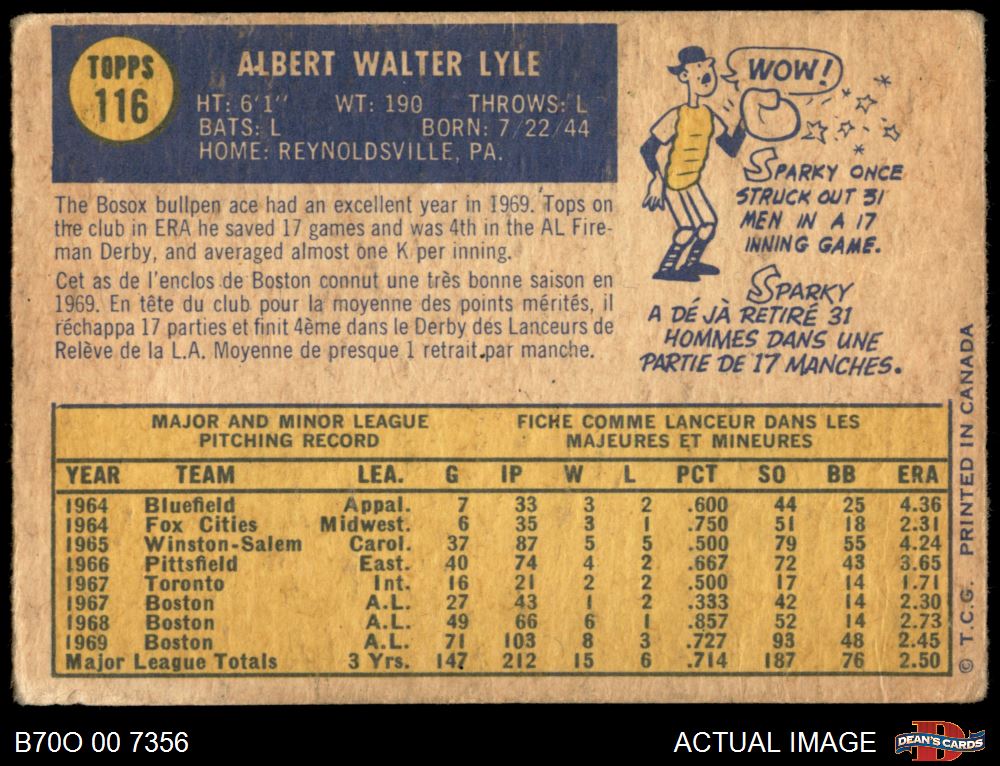 TOPPS
116
ALBERT WALTER LYLE
HT: 6'1" WT: 190 THROWS: L
BATS: L BORN: 7/22/44
HOME: REYNOLDSVILLE, PA.
The Bosox bullpen ace had an excellent year in 1969. Tops on
the club in ERA he saved 17 games and was 4th in the AL Fire-
man Derby, and averaged almost one K per inning.
Cet as de l'enclos de Boston connut une très bonne saison en
1969. En tête du club pour la moyenne des points mérités, il
réchappa 17 parties et finit 4ème dans le Derby des Lanceurs de
Relève de la L.A. Moyenne de presque 1 retrait par manche.
WOW!
SPARKY ONCE
STRUCK OUT 31
MEN IN A 17
INNING GAME.
SPARKY
A DÉJÀ RETIRÉ 31
HOMMES DANS UNE
PARTIE DE 17 MANCHES.
MAJOR AND MINOR LEAGUE
PITCHING RECORD
FICHE COMME LANCEUR DANS LES
MAJEURES ET MINEURES
YEAR TEAM LEA. G IP W L PCT SO BB ERA
1964 Bluefield Appal. 7 33 3 2 .600 44 25 4.36
1964 Fox Cities Midwest. 6 35 3 1 .750 51 18 2.31
1965 Winston-Salem Carol. 37 87 5 5 .500 79 55 4.24
1966 Pittsfield East. 40 74 4 2 .667 72 43 3.65
1967 Toronto Int. 16 21 2 2 .500 17 14 1.71
1967 Boston A.L. 27 43 1 2 .333 42 14 2.30
1968 Boston A.L. 49 66 6 1 .857 52 14 2.73
1969 Boston A.L. 71 103 8 3 .727 93 48 2.45
Major League Totals 3 Yrs. 147 212 15 6 .714 187 76 2.50
© T.C.G. PRINTED IN CANADA
B70O 00 7356
ACTUAL IMAGE
DEAN'S CARDS